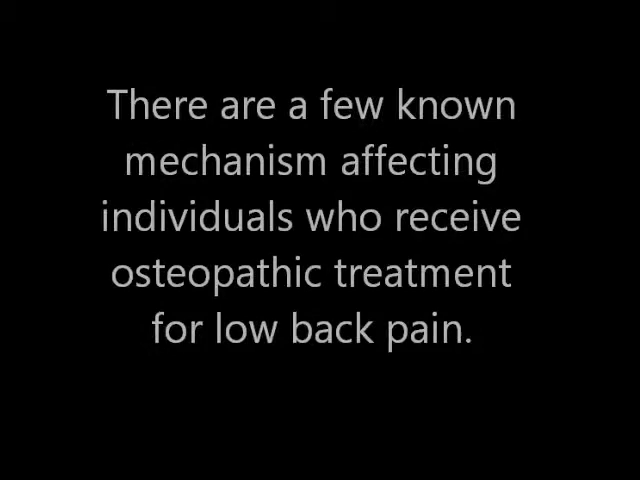 There are a few known
mechanism affecting
individuals who receive
osteopathic treatment
for low back pain.